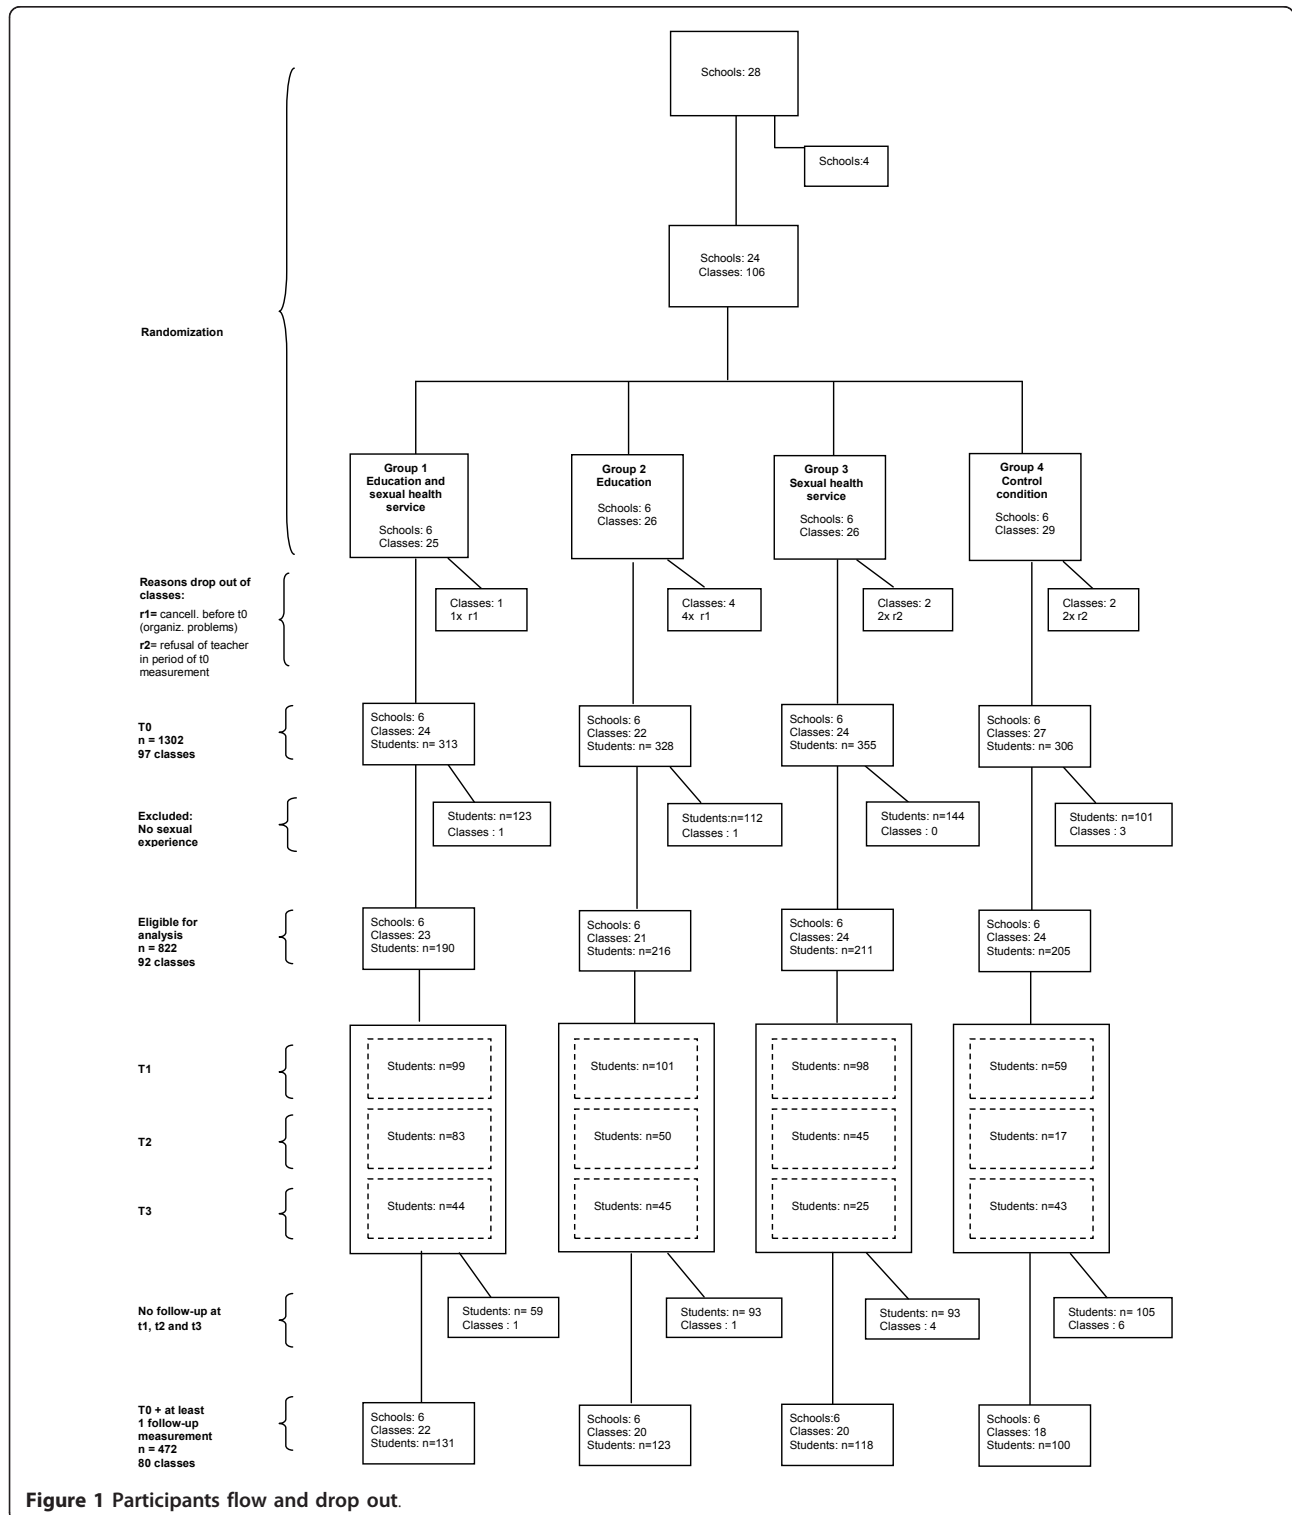 Schools: 28
Schools:4
Schools: 24
Classes: 106
Randomization
Group 1
Education and
sexual health
service
Schools: 6
Classes: 25
Group 2
Education
Schools: 6
Classes: 26
Group 3
Sexual health
service
Schools: 6
Classes: 26
Group 4
Control
condition
Schools: 6
Classes: 29
Reasons drop out of
classes:
r1= cancell. before t0
(organiz. problems)
r2= refusal of teacher
in period of t0
measurement
Classes: 1
1x r1
Classes: 4
4x r1
Classes: 2
2x r2
Classes: 2
2x r2
T0
n = 1302
97 classes
Schools: 6
Classes: 24
Students: n= 313
Schools: 6
Classes: 22
Students: n= 328
Schools: 6
Classes: 24
Students: n= 355
Schools: 6
Classes: 27
Students: n= 306
Excluded:
No sexual
experience
Students: n=123
Classes : 1
Students:n=112
Classes : 1
Students: n=144
Classes : 0
Students: n=101
Classes : 3
Eligible for
analysis
n = 822
92 classes
Schools: 6
Classes: 23
Students: n=190
Schools: 6
Classes: 21
Students: n=216
Schools: 6
Classes: 24
Students: n=211
Schools: 6
Classes: 24
Students: n=205
T1
Students: n=99
Students: n=101
Students: n=98
Students: n=59
T2
Students: n=83
Students: n=50
Students: n=45
Students: n=17
T3
Students: n=44
Students: n=45
Students: n=25
Students: n=43
No follow-up at
t1, t2 and t3
Students: n= 59
Classes : 1
Students: n= 93
Classes : 1
Students: n= 93
Classes : 4
Students: n= 105
Classes : 6
T0 + at least
1 follow-up
measurement
n = 472
80 classes
Schools: 6
Classes: 22
Students: n=131
Schools: 6
Classes: 20
Students: n=123
Schools:6
Classes: 20
Students: n=118
Schools: 6
Classes: 18
Students: n=100
Figure 1 Participants flow and drop out.